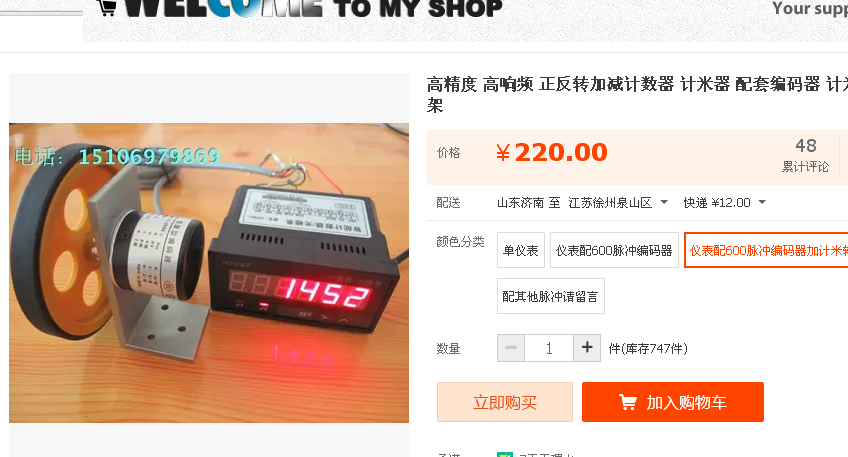 WELCOME TO MY SHOP
Your supp
高精度 高响频 正反转加减计数器 计米器 配套编码器 计米
架
电话：15106979869
1452
SET
价格
¥220.00
48
累计评论
配送
山东济南 至 江苏徐州泉山区
快递 ¥12.00
颜色分类
单仪表
仪表配600脉冲编码器
仪表配600脉冲编码器加计米轮
配其他脉冲请留言
数量
1
件(库存747件)
立即购买
加入购物车